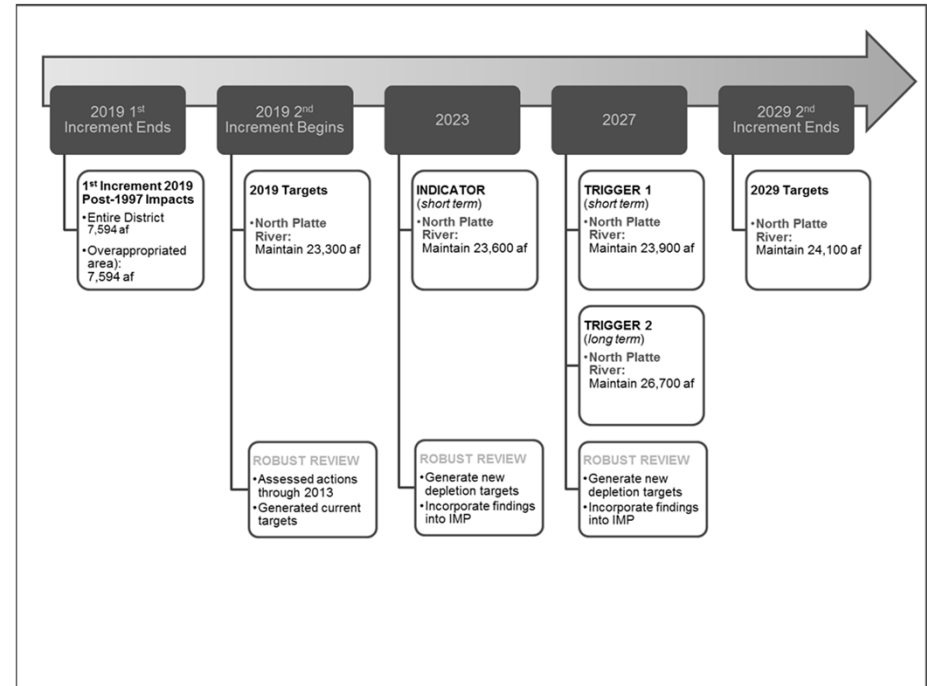 2019 1st
Increment Ends
1st Increment 2019
Post-1997 Impacts
•Entire District
7,594 af
•Overappropriated
area):
7,594 af
2019 2nd
Increment Begins
2019 Targets
•North Platte
River:
Maintain 23,300 af
ROBUST REVIEW
•Assessed actions
through 2013
•Generated current
targets
2023
INDICATOR
(short term)
•North Platte
River:
Maintain 23,600 af
ROBUST REVIEW
•Generate new
depletion targets
•Incorporate findings
into IMP
2027
TRIGGER 1
(short term)
•North Platte
River:
Maintain 23,900 af
TRIGGER 2
(long term)
•North Platte
River:
Maintain 26,700 af
ROBUST REVIEW
•Generate new
depletion targets
•Incorporate findings
into IMP
2029 2nd
Increment Ends
2029 Targets
•North Platte
River:
Maintain 24,100 af